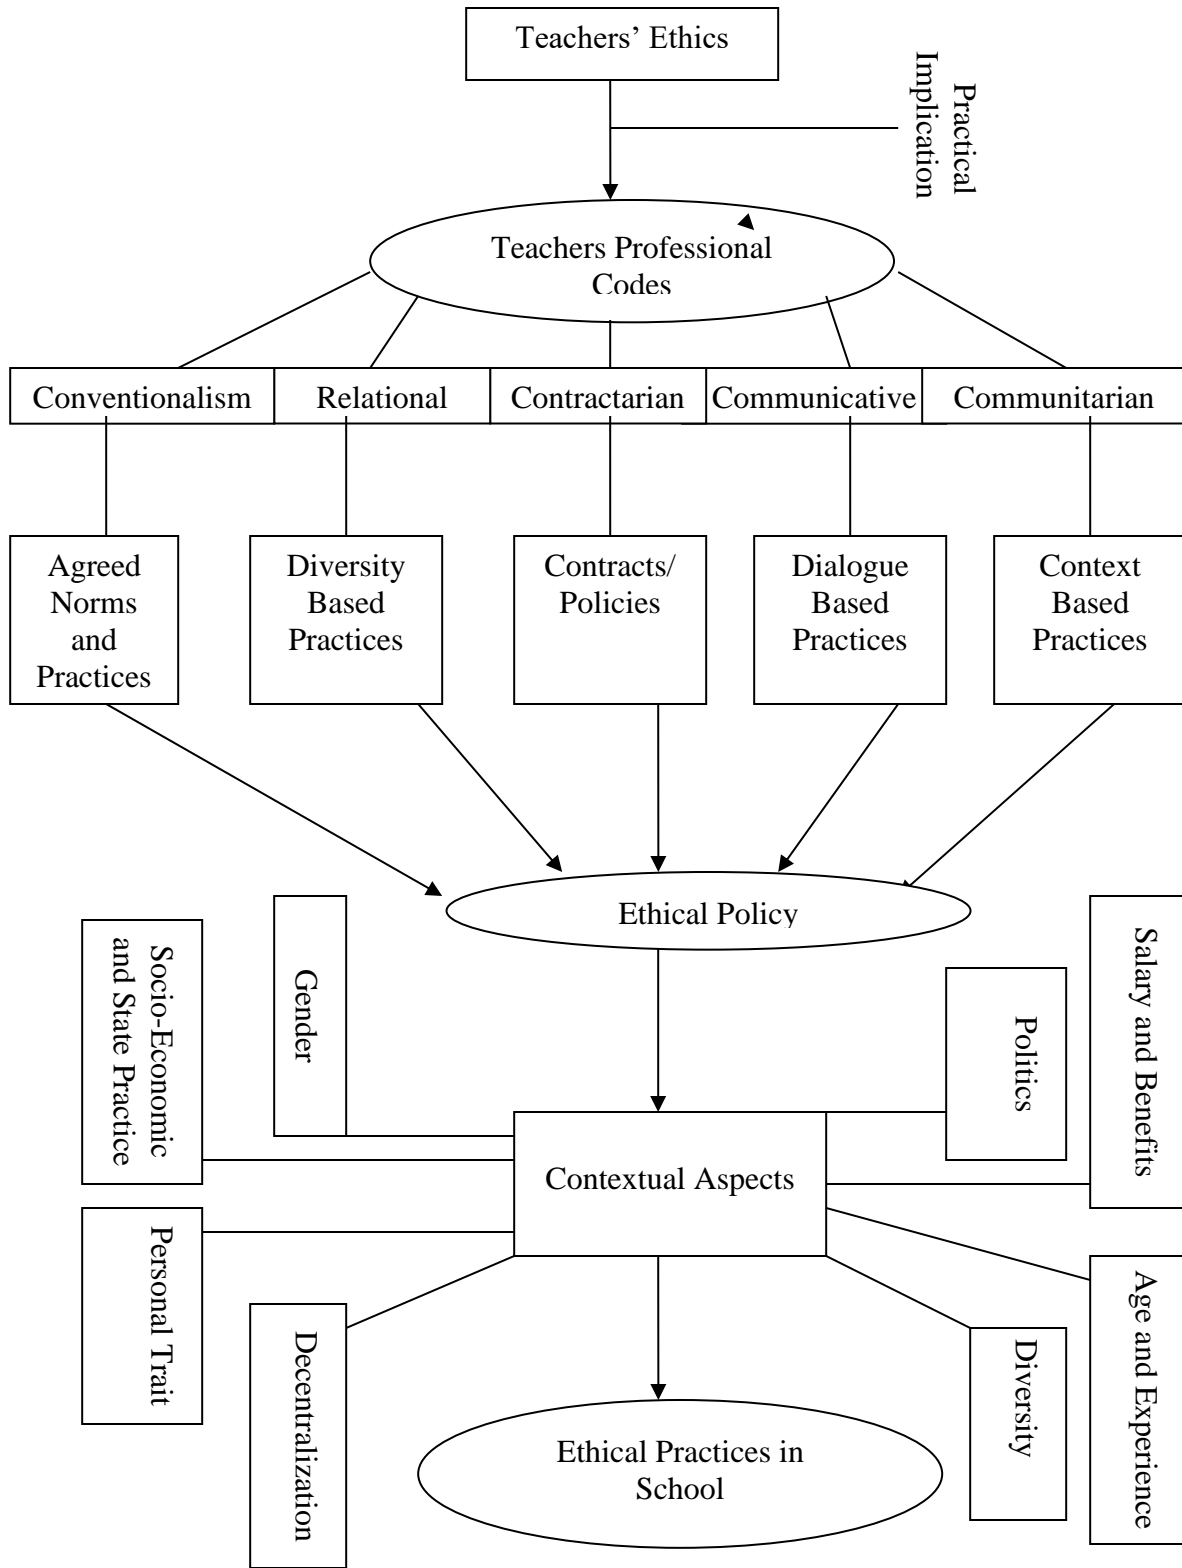 Teachers’ Ethics
Practical
Implication
Teachers Professional
Codes
Conventionalism
Relational
Contractarian
Communicative
Communitarian
Agreed
Norms
and
Practices
Diversity
Based
Practices
Contracts/
Policies
Dialogue
Based
Practices
Context
Based
Practices
Ethical Policy
Socio-Economic
and State Practice
Gender
Politics
Salary and Benefits
Contextual Aspects
Personal Trait
Decentralization
Diversity
Age and Experience
Ethical Practices in
School